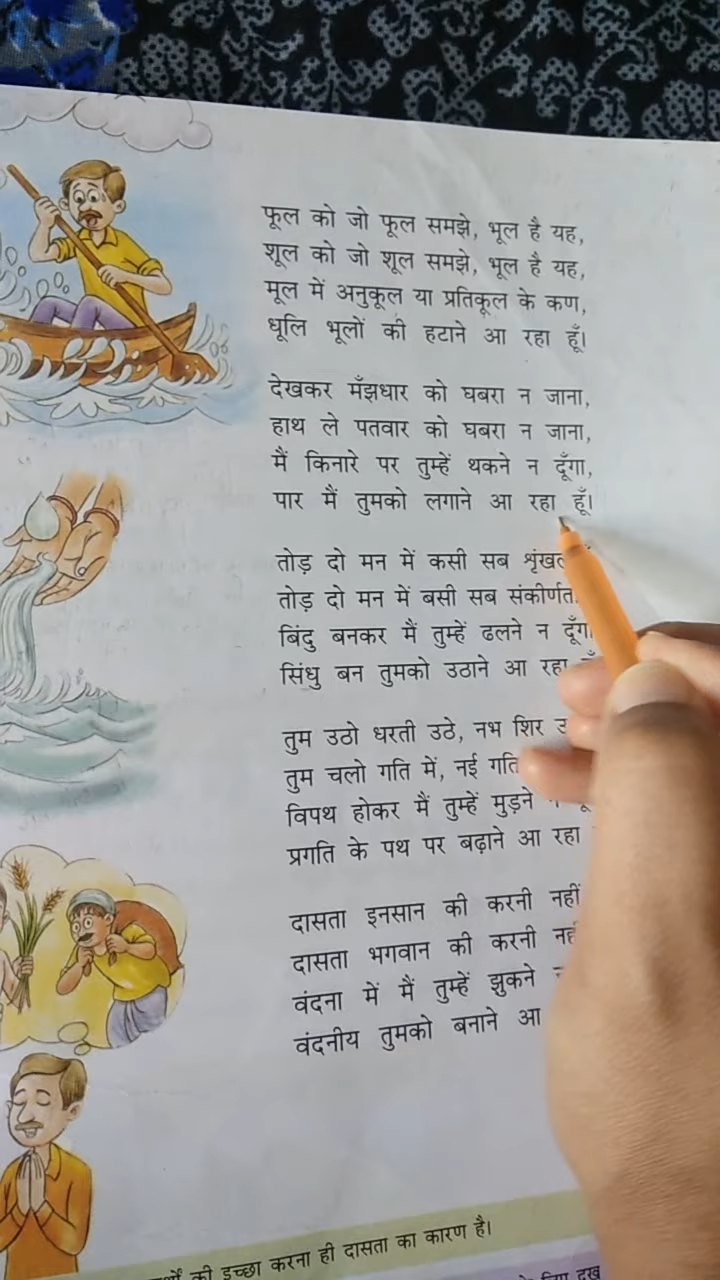 फूल को जो फूल समझे, भूल है यह,
शूल को जो शूल समझे, भूल है यह,
मूल में अनुकूल या प्रतिकूल के कण,
धूलि भूलों की हटाने आ रहा हूँ।
देखकर मँझधार को घबरा न जाना,
हाथ ले पतवार को घबरा न जाना,
मैं किनारे पर तुम्हें थकने न दूँगा,
पार मैं तुमको लगाने आ रहा हूँ।
तोड़ दो मन में कसी सब
तोड़ दो मन में बसी सब
बिंदु बनकर मैं तुम्हें ढलने न दूँगा
सिंधु बन तुमको उठाने आ रहा
तुम उठो धरती उठे, नभ शिर
तुम चलो गति में, नई गति
विपथ होकर मैं तुम्हें मुड़ने
प्रगति के पथ पर बढ़ाने आ रहा
दासता इनसान की करनी नहीं
दासता भगवान की करनी
वंदना में मैं तुम्हें झुकने
वंदनीय तुमको बनाने आ
की इच्छा करना ही दासता का कारण है।